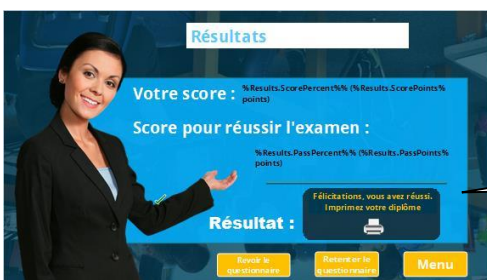 Résultats
Votre score :
%Results.ScorePercent%% (%Results.ScorePoints%
points)
Score pour réussir l'examen :
%Results.PassPercent%% (%Results.PassPoints%
points)
Félicitations, vous avez réussi.
Imprimez votre diplôme
Résultat :
Revoir le
questionnaire
Retenter le
questionnaire
Menu